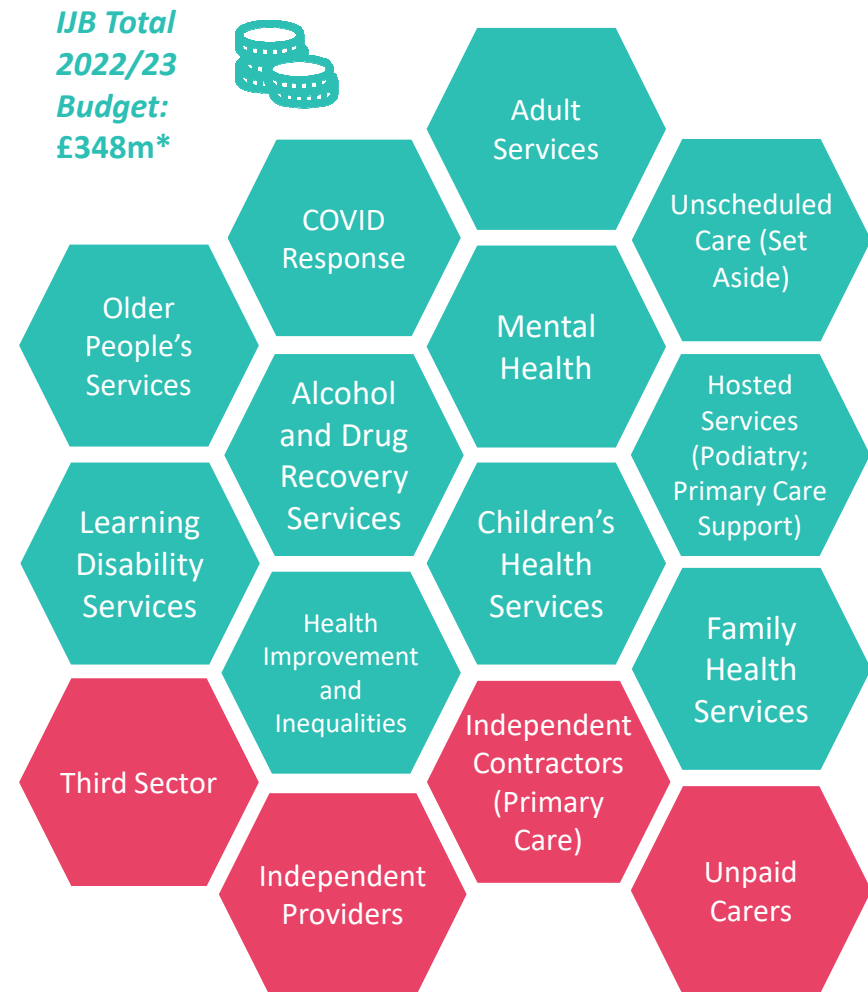 IJB Total
2022/23
Budget:
£348m*
Adult
Services
COVID
Response
Unscheduled
Care (Set
Aside)
Older
People’s
Services
Mental
Health
Alcohol
and Drug
Recovery
Services
Hosted
Services
(Podiatry;
Primary Care
Support)
Learning
Disability
Services
Children’s
Health
Services
Health
Improvement
and
Inequalities
Family
Health
Services
Third Sector
Independent
Contractors
(Primary
Care)
Independent
Providers
Unpaid
Carers